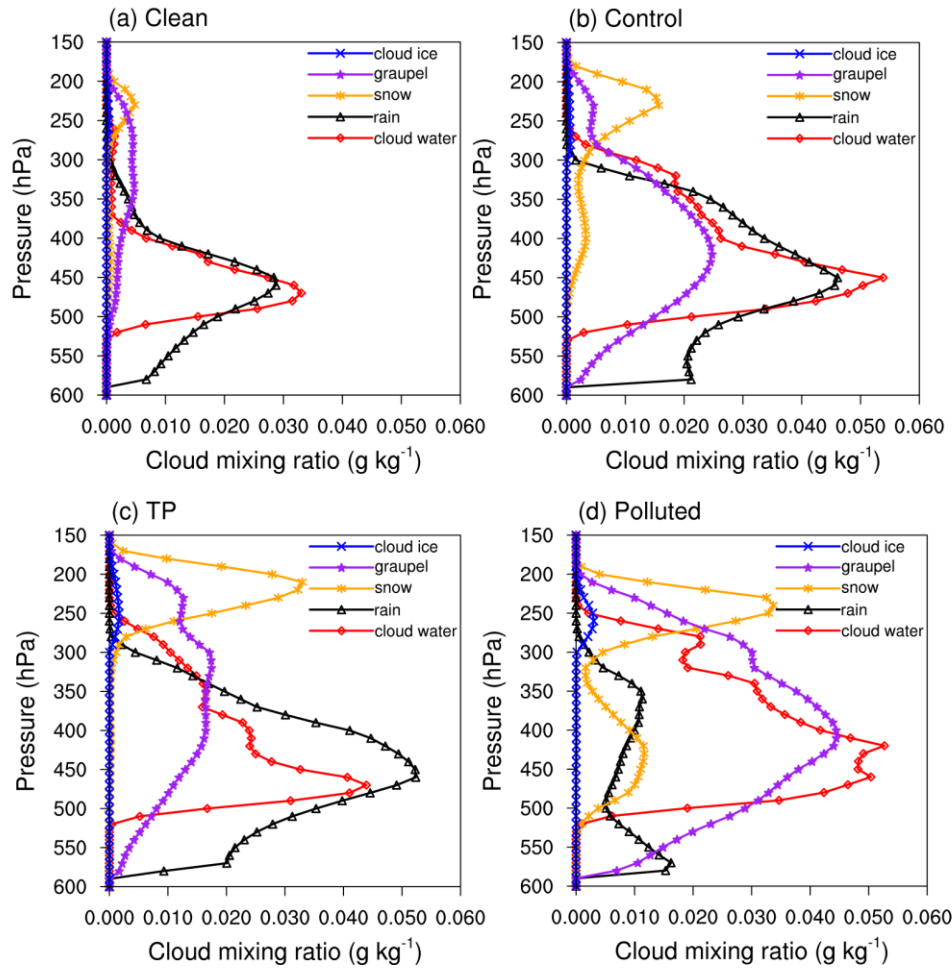 (a) Clean
150
200
250
300
350
400
450
500
550
600
Pressure (hPa)
cloud ice
graupel
snow
rain
cloud water
0.000 0.010 0.020 0.030 0.040 0.050 0.060
Cloud mixing ratio (g kg⁻¹)
(b) Control
150
200
250
300
350
400
450
500
550
600
Pressure (hPa)
cloud ice
graupel
snow
rain
cloud water
0.000 0.010 0.020 0.030 0.040 0.050 0.060
Cloud mixing ratio (g kg⁻¹)
(c) TP
150
200
250
300
350
400
450
500
550
600
Pressure (hPa)
cloud ice
graupel
snow
rain
cloud water
0.000 0.010 0.020 0.030 0.040 0.050 0.060
Cloud mixing ratio (g kg⁻¹)
(d) Polluted
150
200
250
300
350
400
450
500
550
600
Pressure (hPa)
cloud ice
graupel
snow
rain
cloud water
0.000 0.010 0.020 0.030 0.040 0.050 0.060
Cloud mixing ratio (g kg⁻¹)